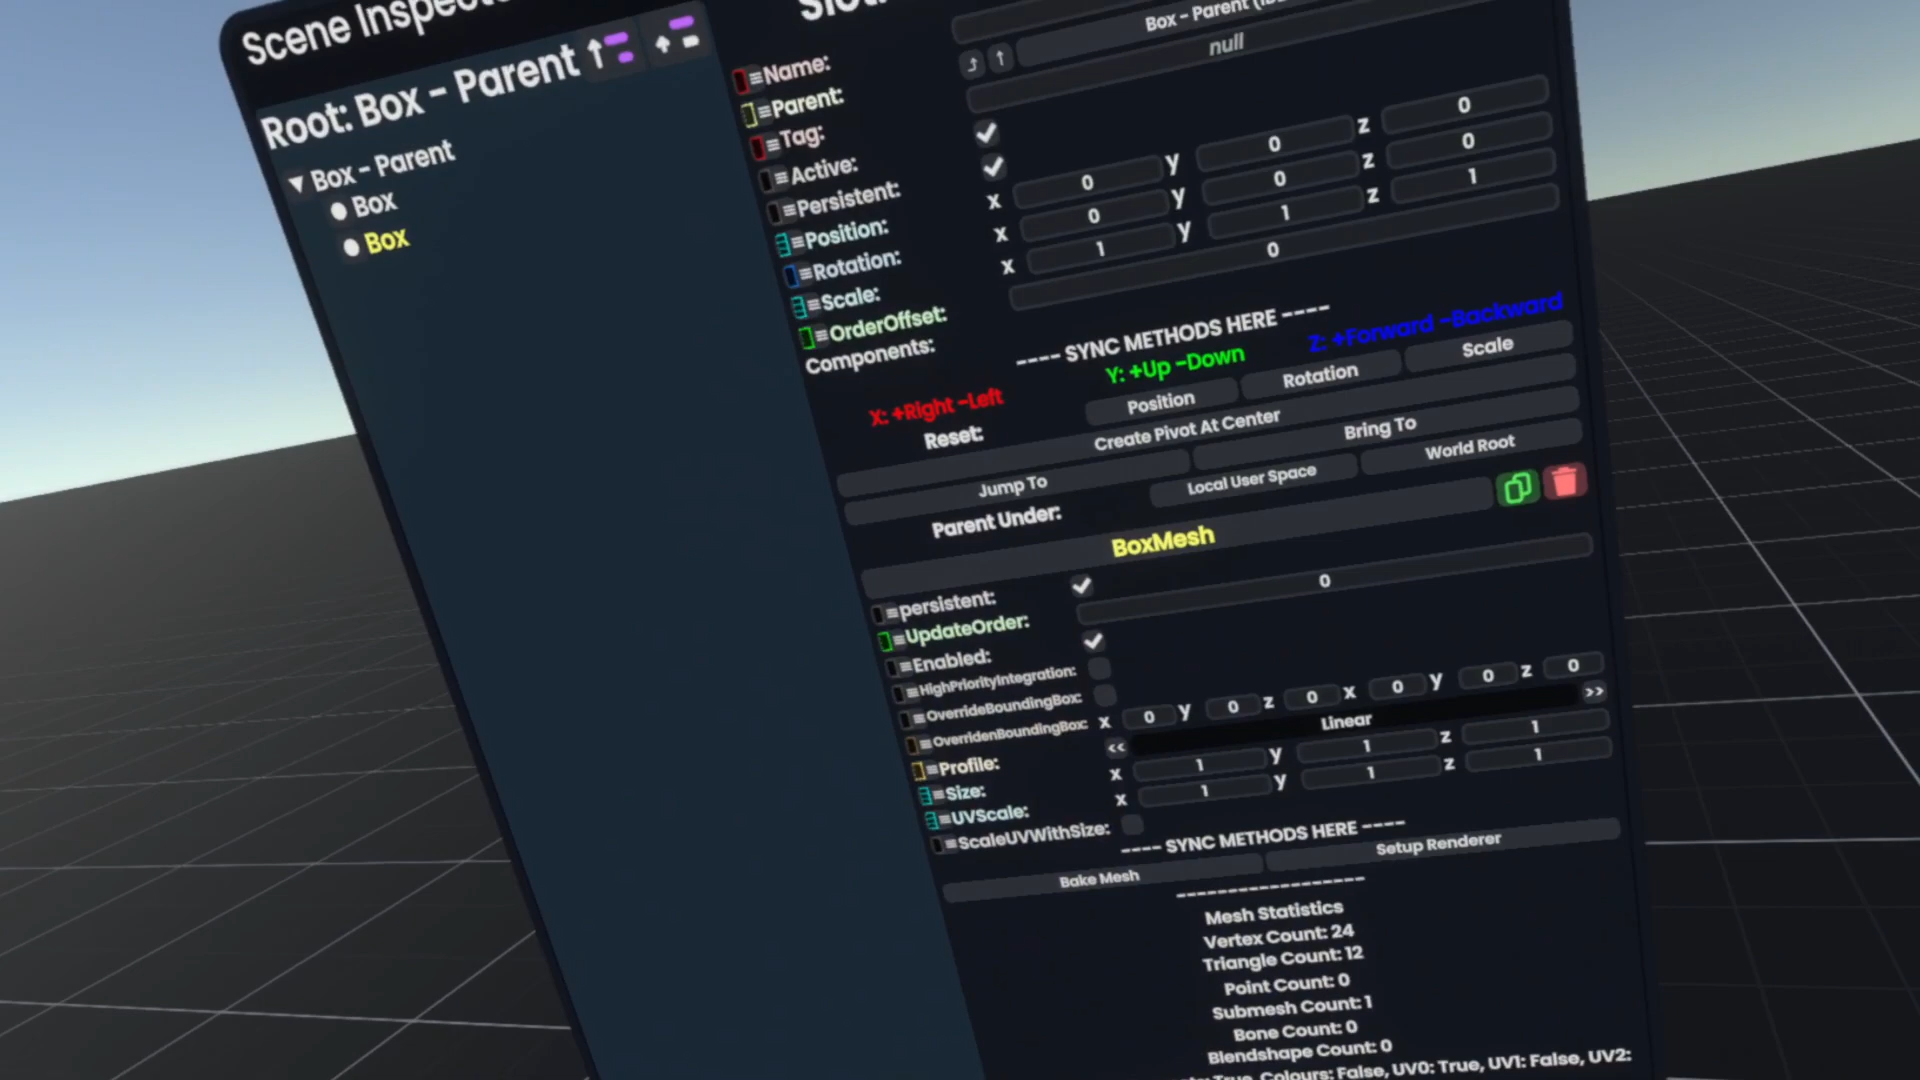 Scene
Root: Box - Parent
Box - Parent
Box
Box
Name:
Parent: Box - Parent
Tag: null
Active:
Persistent:
Position: x 0 y 0 z 0
Rotation: x 0 y 0 z 0
Scale: x 1 y 1 z 1
OrderOffset: 0
Components:
---- SYNC METHODS HERE ----
X: +Right -Left Y: +Up -Down Z: +Forward -Backward
Reset: Position Rotation Scale
Create Pivot At Center
Jump To Bring To
Parent Under: Local User Space World Root
BoxMesh
persistent:
UpdateOrder: 0
Enabled:
HighPriorityIntegration:
OverrideBoundingBox:
OverridenBoundingBox: x 0 y 0 z 0 x 0 y 0 z 0
Profile: << Linear >>
Size: x 1 y 1 z 1
UVScale: x 1 y 1 z 1
ScaleUVWithSize:
---- SYNC METHODS HERE ----
Bake Mesh Setup Renderer
------------------
Mesh Statistics
Vertex Count: 24
Triangle Count: 12
Point Count: 0
Submesh Count: 1
Bone Count: 0
Blendshape Count: 0
True, Colours: False, UV0: True, UV1: False, UV2: